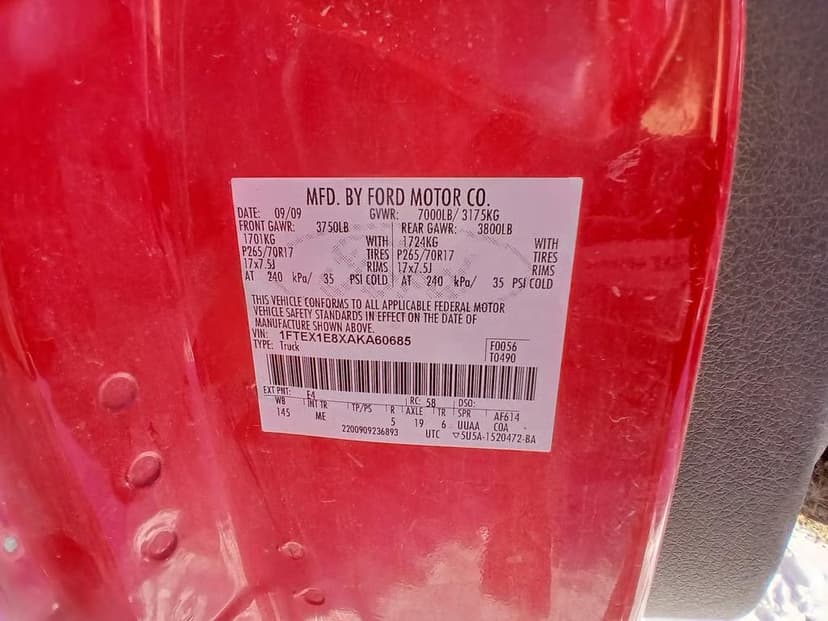 MFD. BY FORD MOTOR CO.
DATE: 09/09 GVWR: 7000LB/ 3175KG
FRONT GAWR: 3750LB REAR GAWR: 3800LB
1701KG WITH 1724KG WITH
P265/70R17 TIRES P265/70R17 TIRES
17x7.5J RIMS 17x7.5J RIMS
AT 240 kPa/ 35 PSI COLD AT 240 kPa/ 35 PSI COLD
THIS VEHICLE CONFORMS TO ALL APPLICABLE FEDERAL MOTOR
VEHICLE SAFETY STANDARDS IN EFFECT ON THE DATE OF
MANUFACTURE SHOWN ABOVE.
VIN: 1FTEX1E8XAKA60685 F0056
TYPE: Truck T0490
EXT PNT: E4 RC: 58 DSO:
WB INT TR TP/PS R AXLE TR SPR AF614
145 ME 5 19 6 UUAA COA
2200909236893 UTC ▽5U5A-1520472-BA